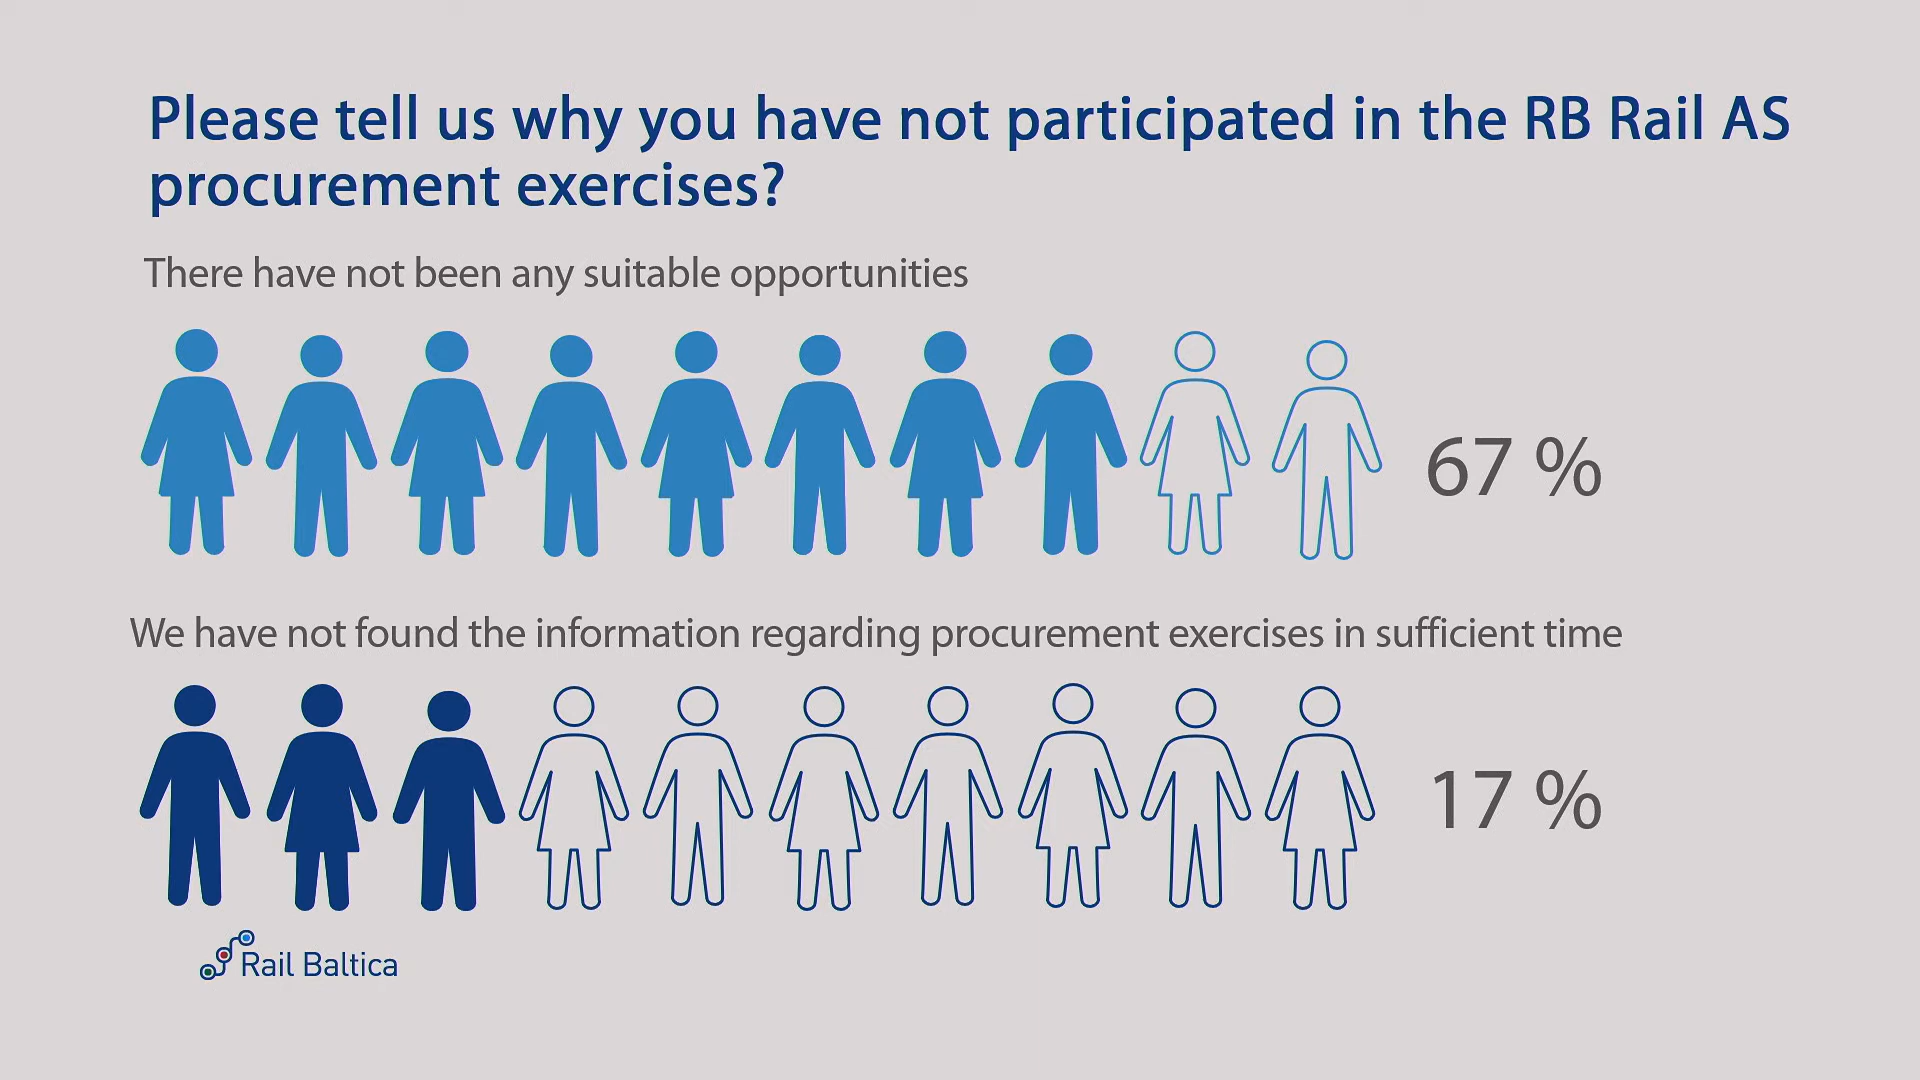 Please tell us why you have not participated in the RB Rail AS
procurement exercises?
There have not been any suitable opportunities
67 %
We have not found the information regarding procurement exercises in sufficient time
17 %
Rail Baltica